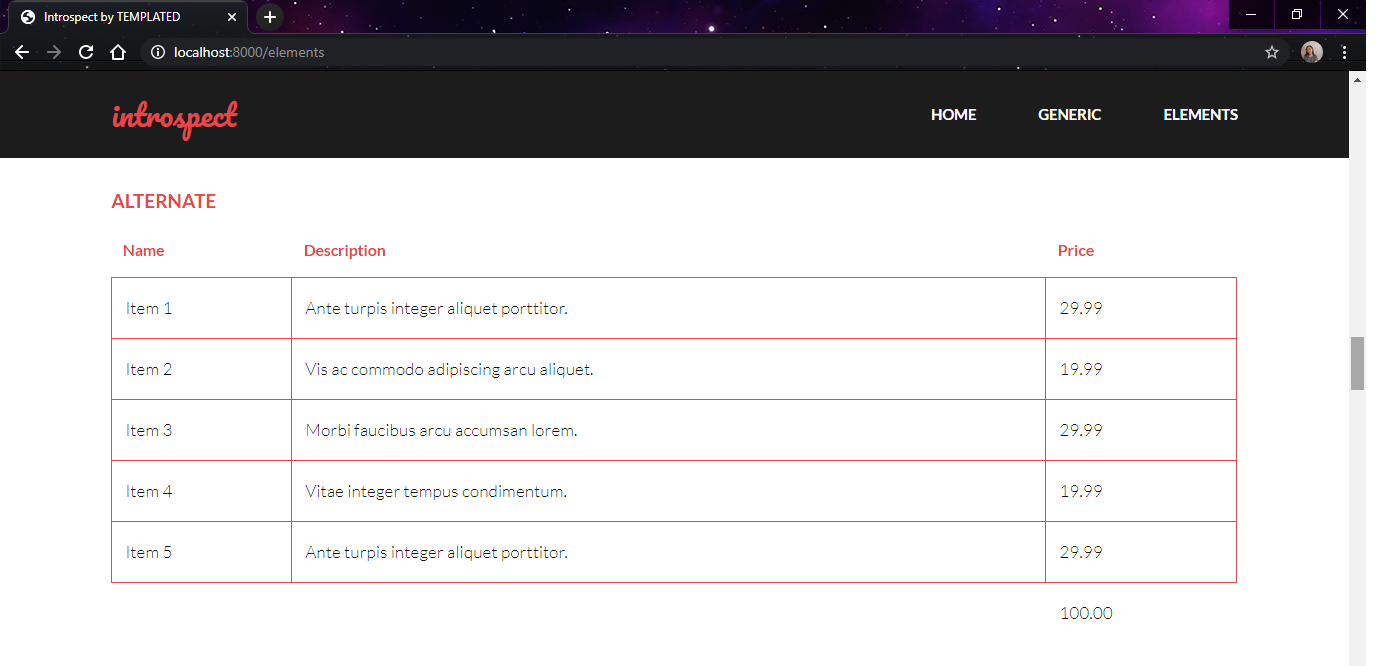 Introspect by TEMPLATED
localhost:8000/elements
introspect
HOME GENERIC ELEMENTS
ALTERNATE
Name Description Price
Item 1 Ante turpis integer aliquet porttitor. 29.99
Item 2 Vis ac commodo adipiscing arcu aliquet. 19.99
Item 3 Morbi faucibus arcu accumsan lorem. 29.99
Item 4 Vitae integer tempus condimentum. 19.99
Item 5 Ante turpis integer aliquet porttitor. 29.99
100.00